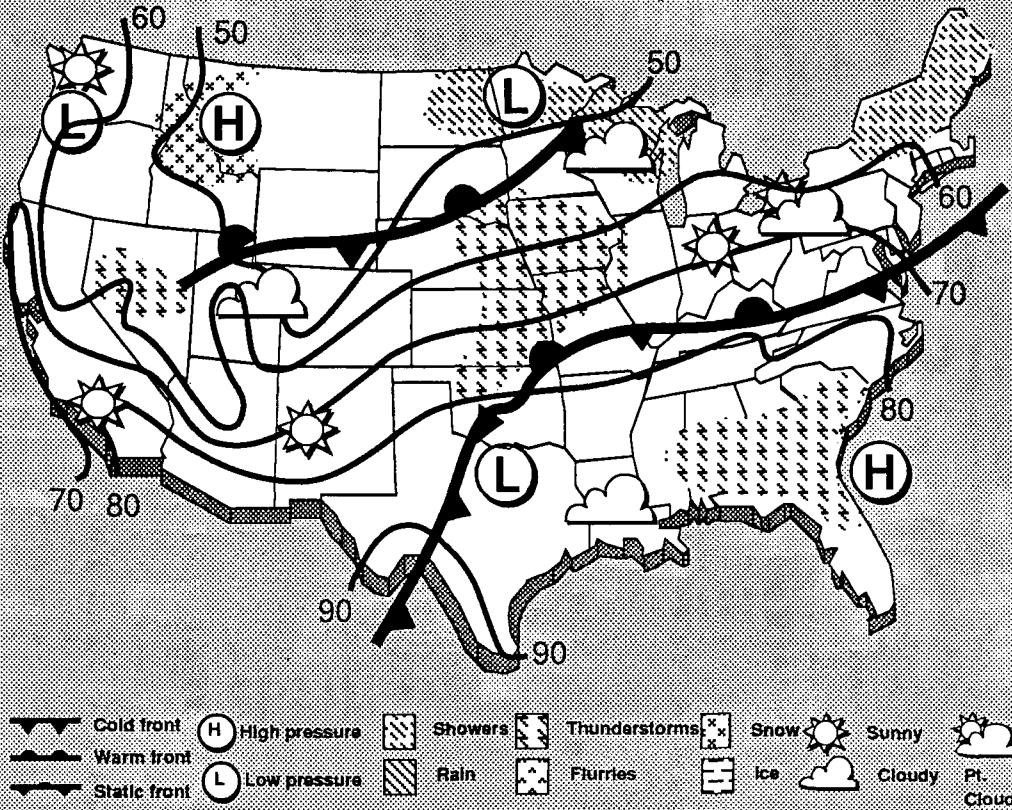 60
50
50
L
H
L
60
70
80
H
L
70
80
90
90
Cold front
H High pressure
Showers
Thunderstorms
Snow
Sunny
Warm front
L Low pressure
Rain
Flurries
Ice
Cloudy
Pt.
Static front